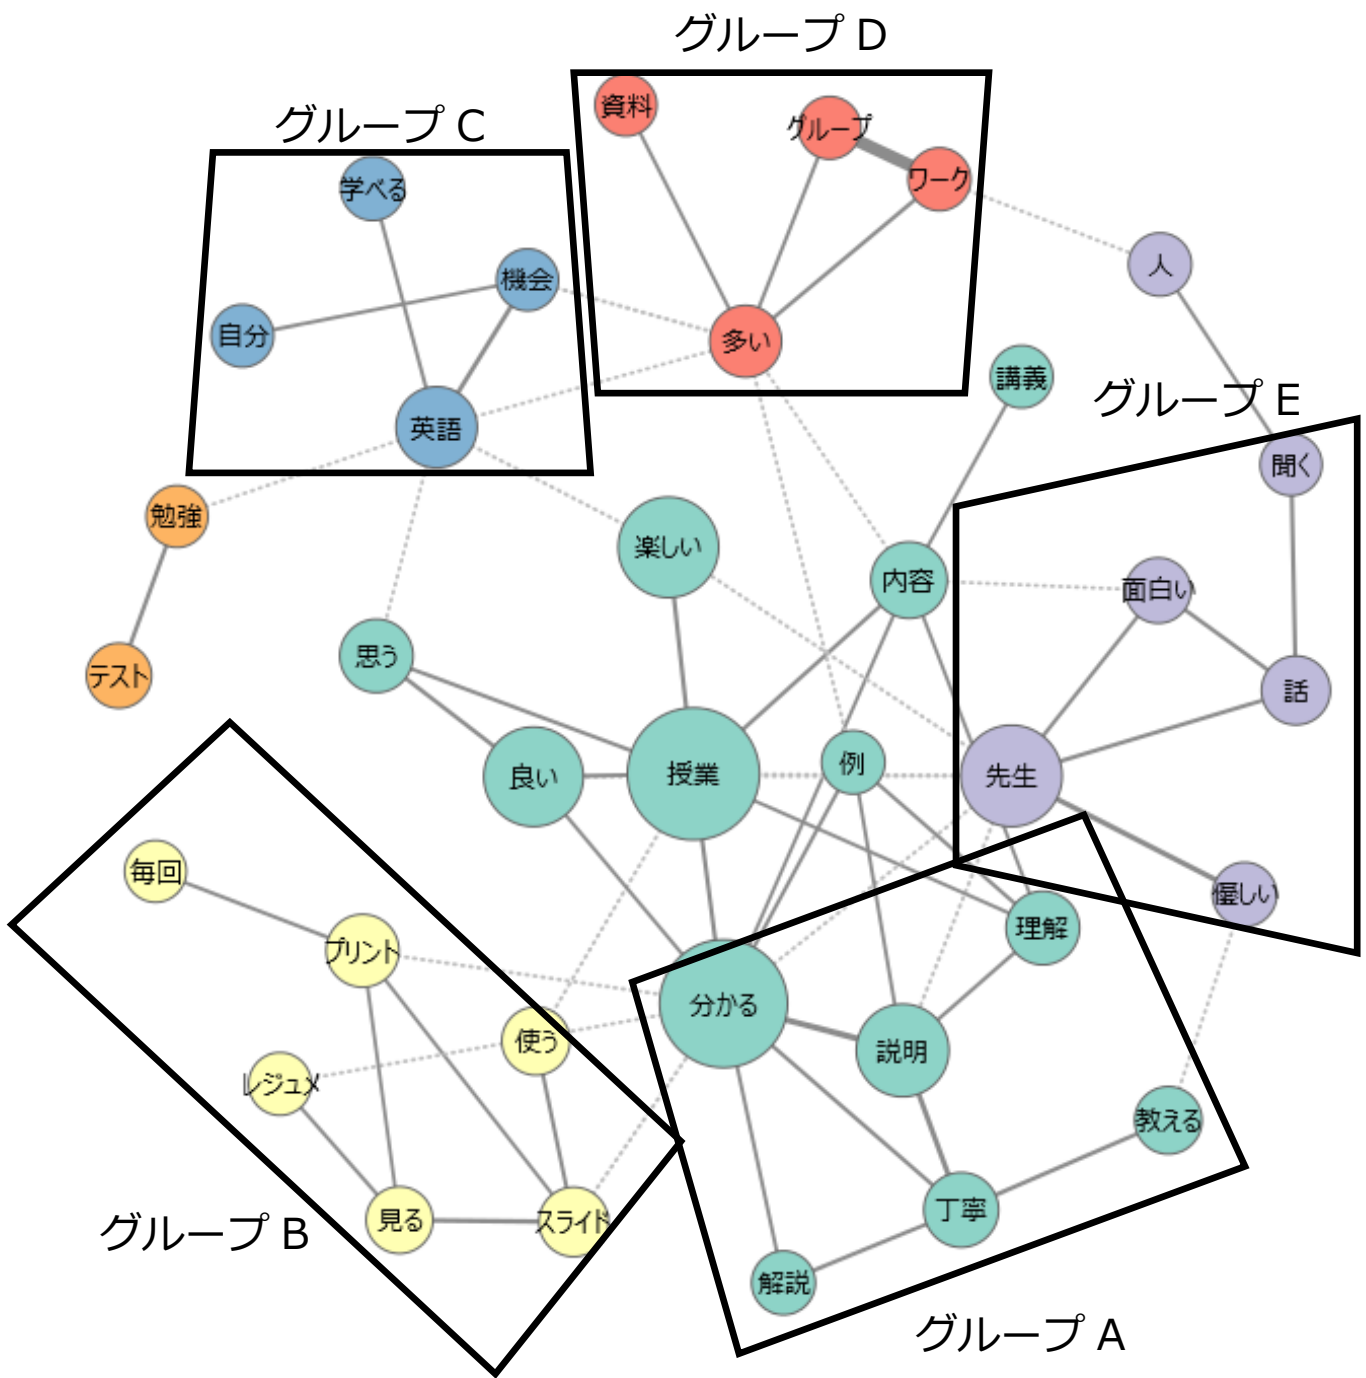 グループ D
資料
グループ
ワーク
グループ C
学べる
機会
自分
英語
多い
人
講義
グループ E
聞く
勉強
楽しい
内容
面白い
テスト
思う
良い
授業
例
先生
話
毎回
プリント
優しい
理解
分かる
使う
説明
レジュメ
教える
見る
スライド
丁寧
グループ B
解説
グループ A